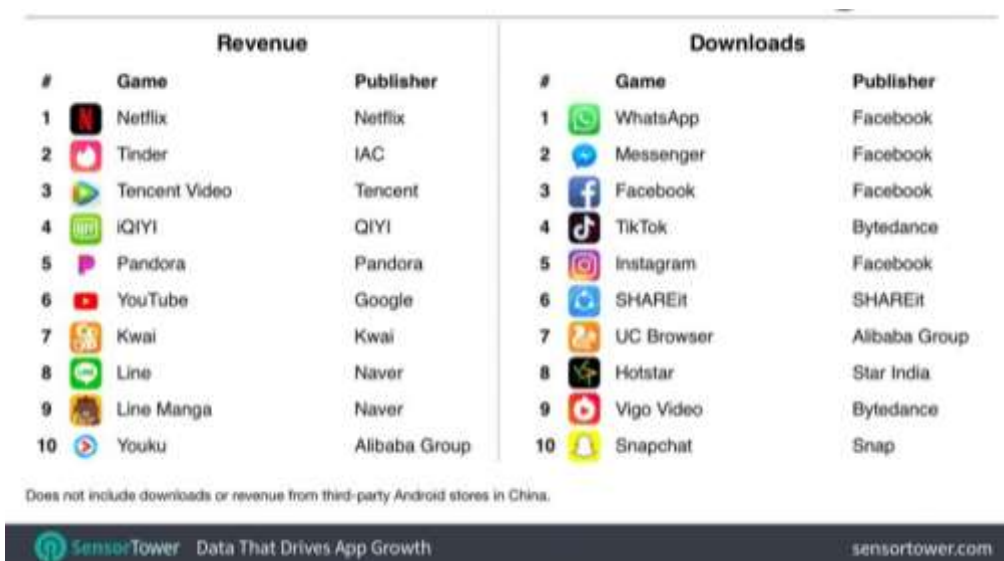 Revenue
# Game Publisher
1 Netflix Netflix
2 Tinder IAC
3 Tencent Video Tencent
4 iQIYI QIYI
5 Pandora Pandora
6 YouTube Google
7 Kwai Kwai
8 Line Naver
9 Line Manga Naver
10 Youku Alibaba Group
Downloads
# Game Publisher
1 WhatsApp Facebook
2 Messenger Facebook
3 Facebook Facebook
4 TikTok Bytedance
5 Instagram Facebook
6 SHAREit SHAREit
7 UC Browser Alibaba Group
8 Hotstar Star India
9 Vigo Video Bytedance
10 Snapchat Snap
Does not include downloads or revenue from third-party Android stores in China.
SensorTower Data That Drives App Growth sensortower.com